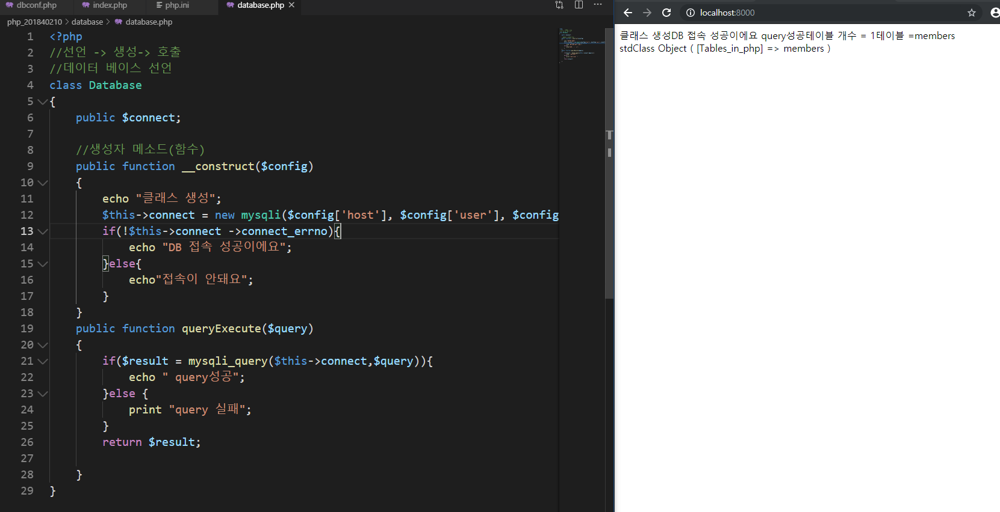 dbconf.php index.php php.ini database.php
php_201840210 > database > database.php
1 <?php
2 //선언 -> 생성-> 호출
3 //데이터 베이스 선언
4 class Database
5 {
6 public $connect;
7
8 //생성자 메소드(함수)
9 public function __construct($config)
10 {
11 echo "클래스 생성";
12 $this->connect = new mysqli($config['host'], $config['user'], $config
13 if(!$this->connect ->connect_errno){
14 echo "DB 접속 성공이에요";
15 }else{
16 echo"접속이 안돼요";
17 }
18 }
19 public function queryExecute($query)
20 {
21 if($result = mysqli_query($this->connect,$query)){
22 echo " query성공";
23 }else {
24 print "query 실패";
25 }
26 return $result;
27
28 }
29 }
localhost:8000
클래스 생성DB 접속 성공이에요 query성공테이블 개수 = 1테이블 =members
stdClass Object ( [Tables_in_php] => members )